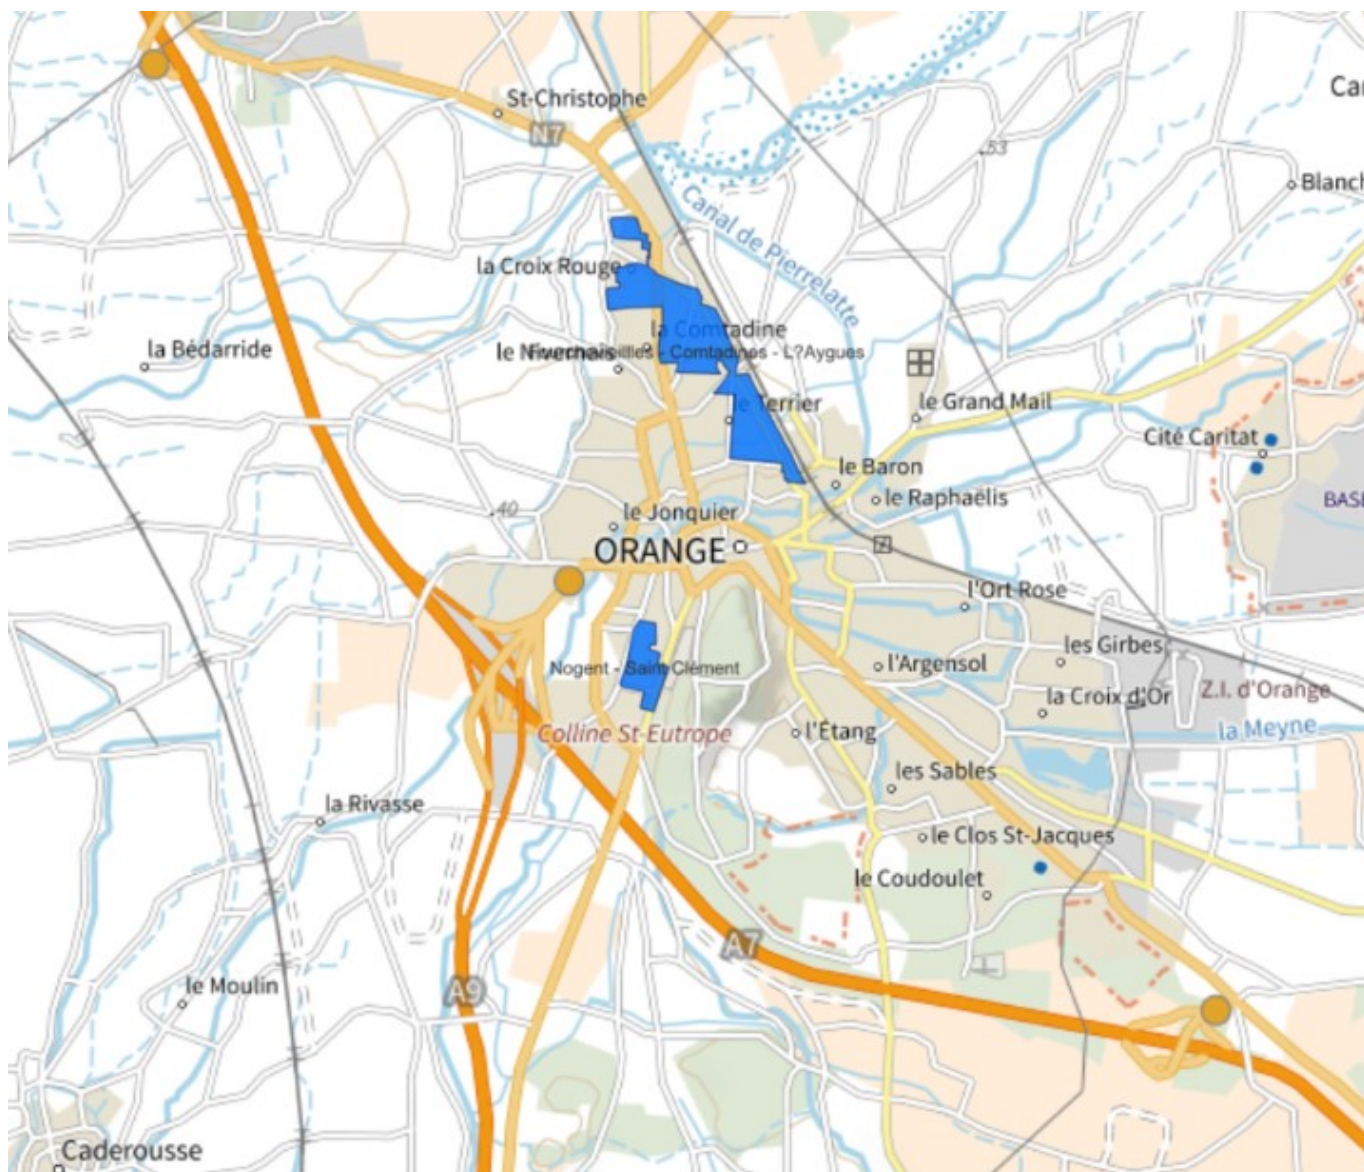 Car
St-Christophe
N7
53
Blanch
Canal de Pierrelatte
la Croix Rouge
la Comtadine
la Bédarride
le Nivernais
Comtadines - L?Aygues
le Terrier
le Grand Mail
Cité Caritat
le Baron
le Raphaëlis
BASE
40
le Jonquier
ORANGE
l'Ort Rose
les Girbes
Nogent - Saint Clément
l'Argensol
Z.I. d'Orange
la Croix d'Or
Colline St-Eutrope
l'Étang
la Meyne
les Sables
la Rivasse
le Clos St-Jacques
le Coudoulet
A7
le Moulin
A9
Caderousse